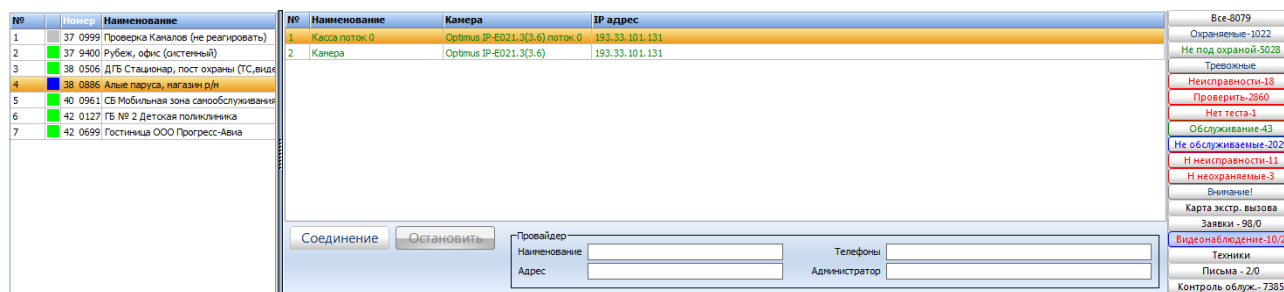 № Номер Наименование
1 37 0999 Проверка Камалов (не реагировать)
2 37 9400 Рубеж, офис (системный)
3 38 0506 ДГБ Стационар, пост охраны (ТС,виде
4 38 0886 Алые паруса, магазин р/н
5 40 0961 СБ Мобильная зона самообслуживания
6 42 0127 ГБ № 2 Детская поликлиника
7 42 0699 Гостиница ООО Прогресс-Авиа
№ Наименование Камера IP адрес
1 Касса поток 0 Optimus IP-E021.3(3.6) поток 0 193.33.101.131
2 Камера Optimus IP-E021.3(3.6) 193.33.101.131
Соединение Остановить
Провайдер
Наименование Телефоны
Адрес Администратор
Все-8079
Охраняемые-1022
Не под охраной-5028
Тревожные
Неисправности-18
Проверить-2860
Нет теста-1
Обслуживание-43
Не обслуживаемые-202
Н неисправности-11
Н неохраняемые-3
Внимание!
Карта экстр. вызова
Заявки - 98/0
Видеонаблюдение-10/2
Техники
Письма - 2/0
Контроль облуж.- 7385